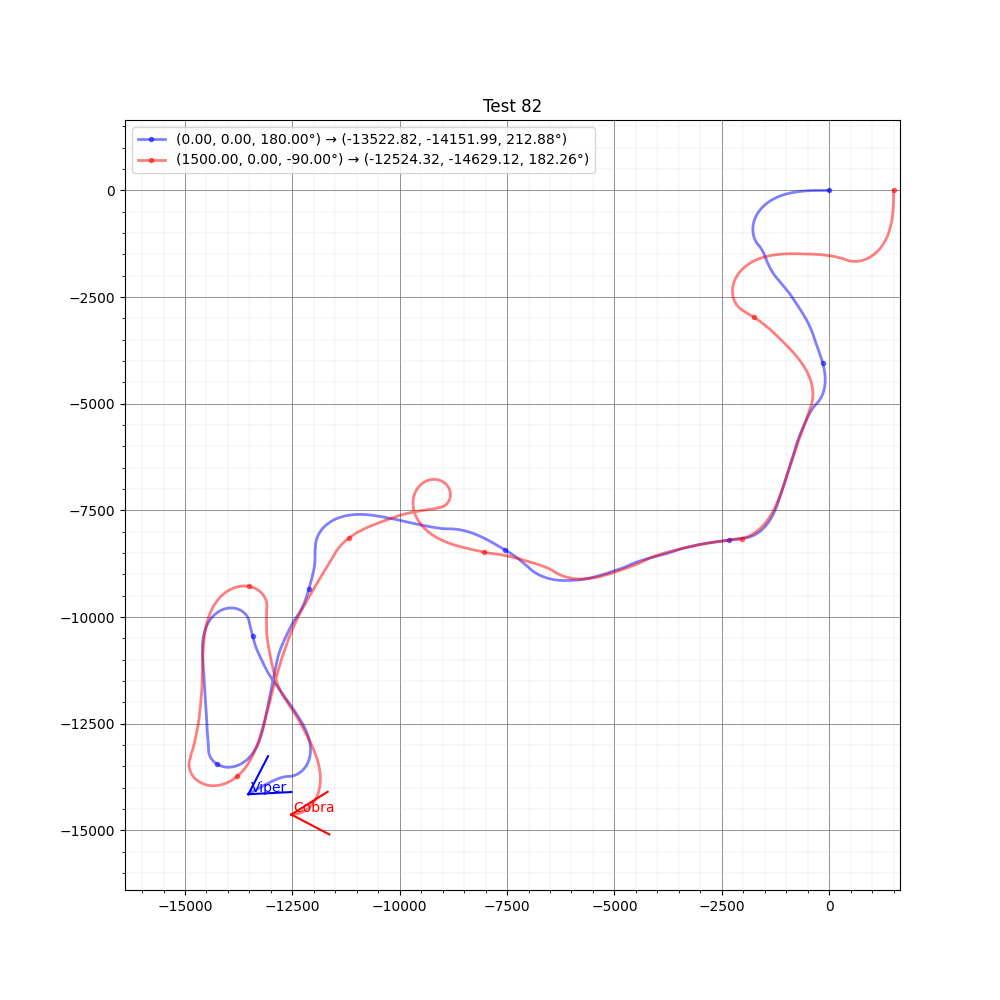 Test 82
(0.00, 0.00, 180.00°) → (-13522.82, -14151.99, 212.88°)
(1500.00, 0.00, -90.00°) → (-12524.32, -14629.12, 182.26°)
0
−2500
−5000
−7500
−10000
−12500
−15000
Viper
Cobra
−15000 −12500 −10000 −7500 −5000 −2500 0